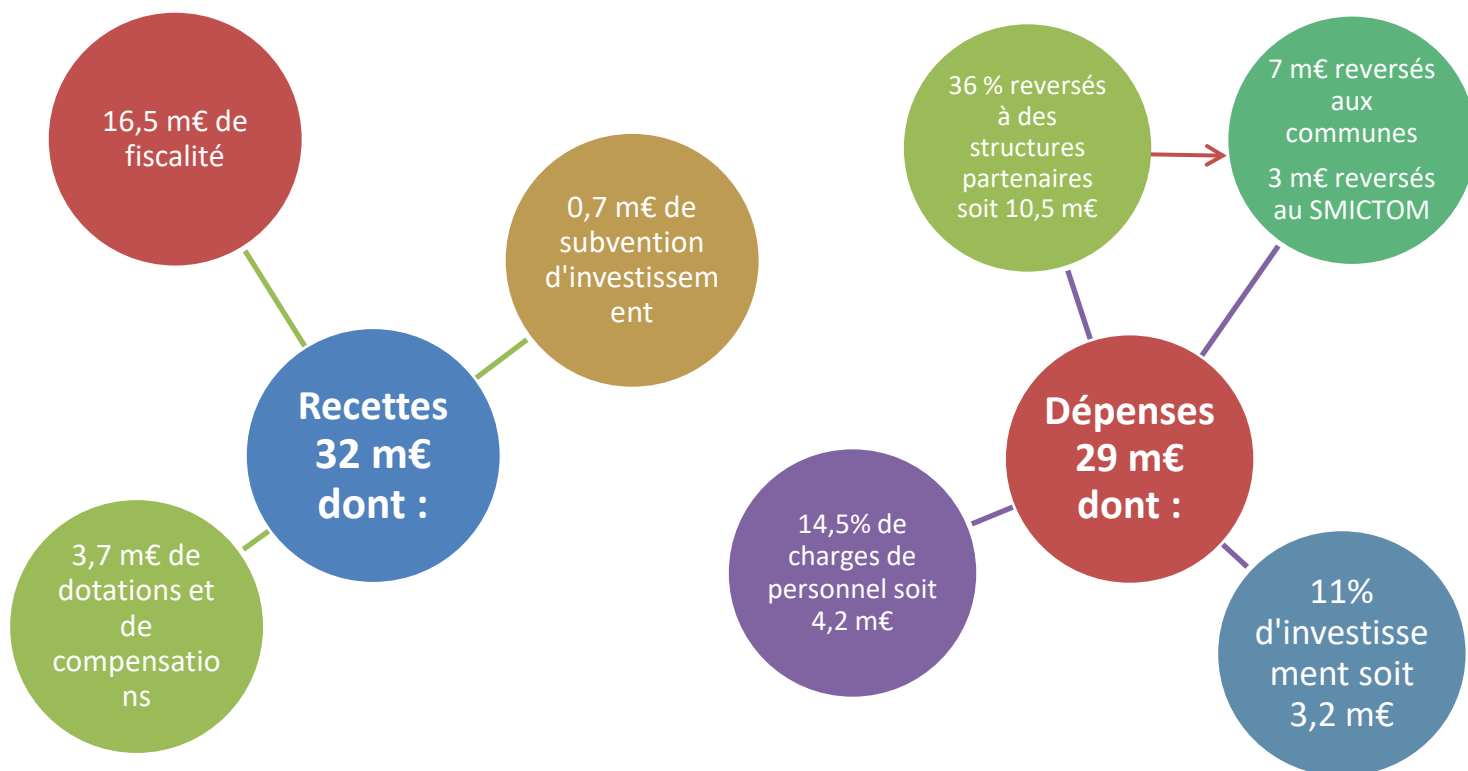 16,5 m€ de
fiscalité
0,7 m€ de
subvention
d'investissem
ent
Recettes
32 m€
dont :
3,7 m€ de
dotations et
de
compensatio
ns
36 % reversés
à des
structures
partenaires
soit 10,5 m€
7 m€ reversés
aux
communes
3 m€ reversés
au SMICTOM
Dépenses
29 m€
dont :
14,5% de
charges de
personnel soit
4,2 m€
11%
d'investisse
ment soit
3,2 m€